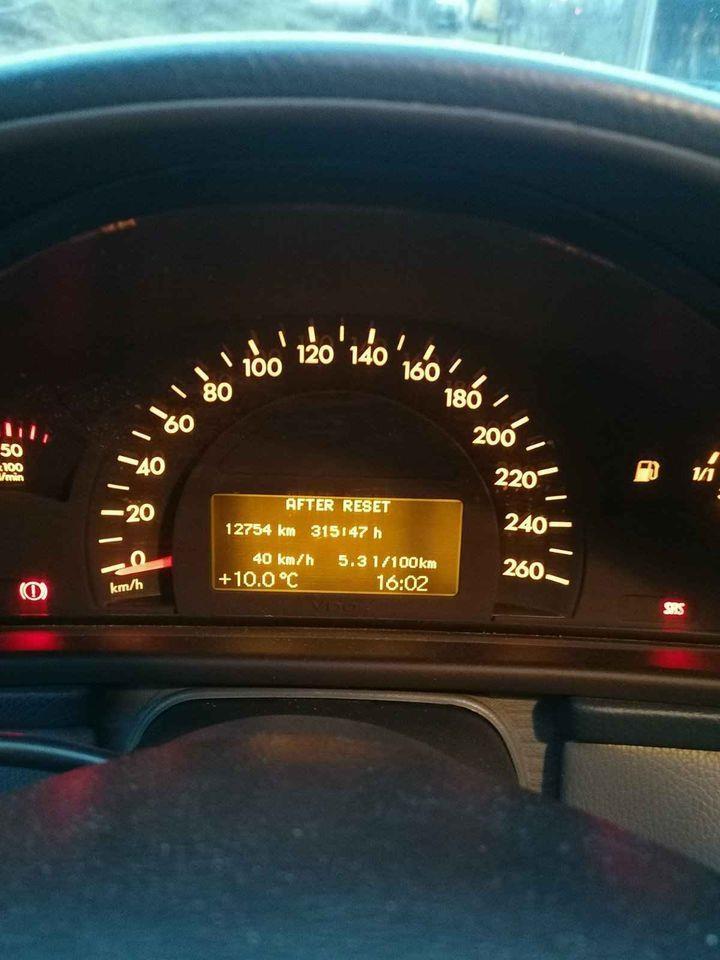 120 140
100 160
80 180
60 200
40 220
20 240
0 260
km/h
50
x100
/min
1/1
AFTER RESET
12754 km 315:47 h
40 km/h 5.3 l/100km
+10.0 °C 16:02
VDO
SRS